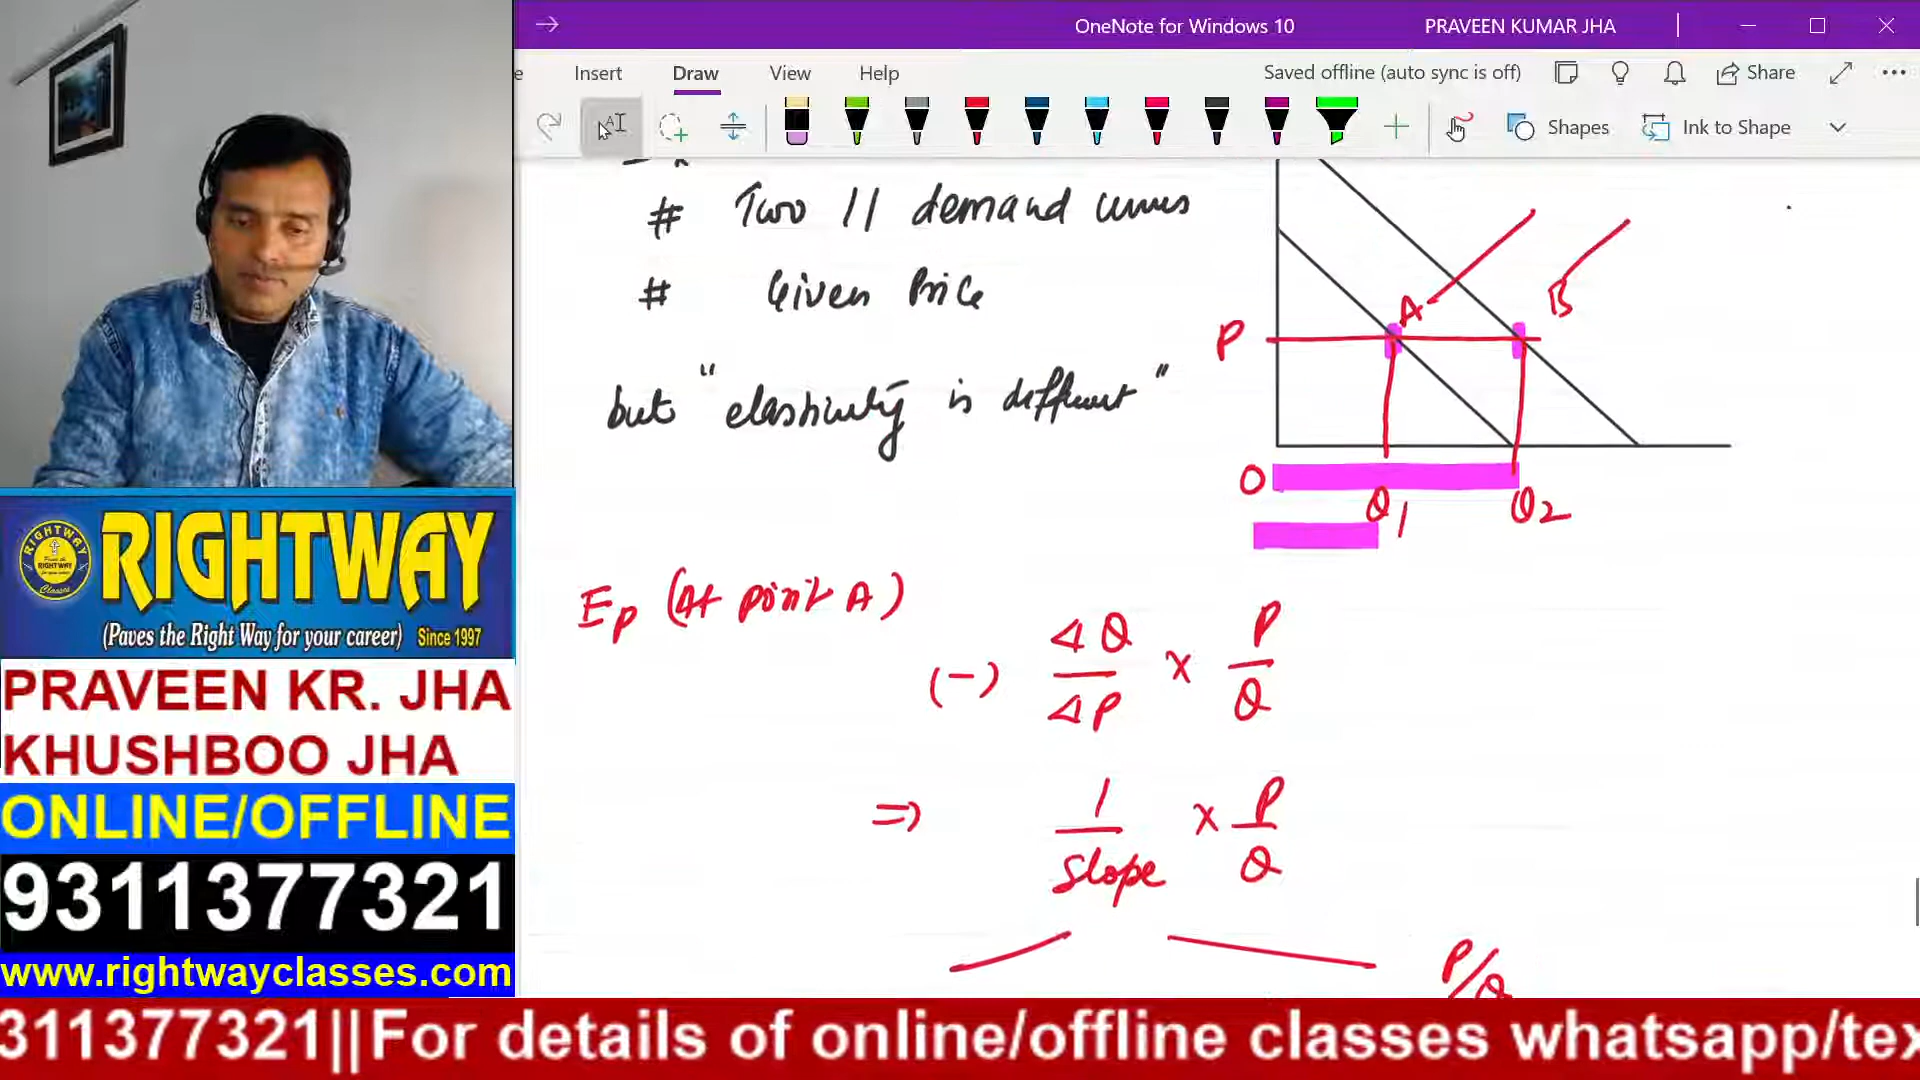 OneNote for Windows 10
PRAVEEN KUMAR JHA
Insert
Draw
View
Help
Saved offline (auto sync is off)
Share
Shapes
Ink to Shape
# Two || demand curves
# Given Price
but "elasticity is different"
A
B
P
O
Q1
Q2
Ep (At point A)
(-) ΔQ/ΔP × P/Q
⇒ 1/Slope × P/Q
P/Q
RIGHTWAY
RIGHTWAY
Classes
(Paves the Right Way for your career) Since 1997
PRAVEEN KR. JHA
KHUSHBOO JHA
ONLINE/OFFLINE
9311377321
www.rightwayclasses.com
311377321||For details of online/offline classes whatsapp/tex